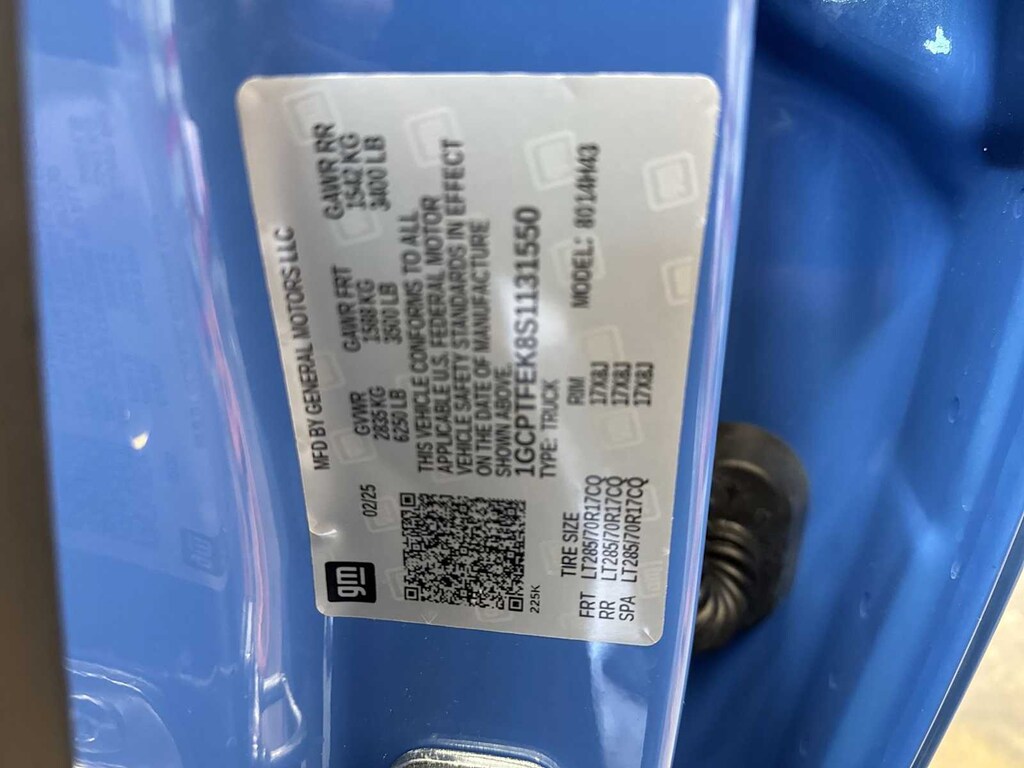 gm
MFD BY GENERAL MOTORS LLC
02/25
GVWR GAWR FRT GAWR RR
2835 KG 1588 KG 1542 KG
6250 LB 3500 LB 3400 LB
THIS VEHICLE CONFORMS TO ALL
APPLICABLE U.S. FEDERAL MOTOR
VEHICLE SAFETY STANDARDS IN EFFECT
ON THE DATE OF MANUFACTURE
SHOWN ABOVE.
1GCPTFEK8S1131550
TYPE: TRUCK MODEL: 8014H43
225K
TIRE SIZE RIM
FRT LT285/70R17CQ 17X8J
RR LT285/70R17CQ 17X8J
SPA LT285/70R17CQ 17X8J